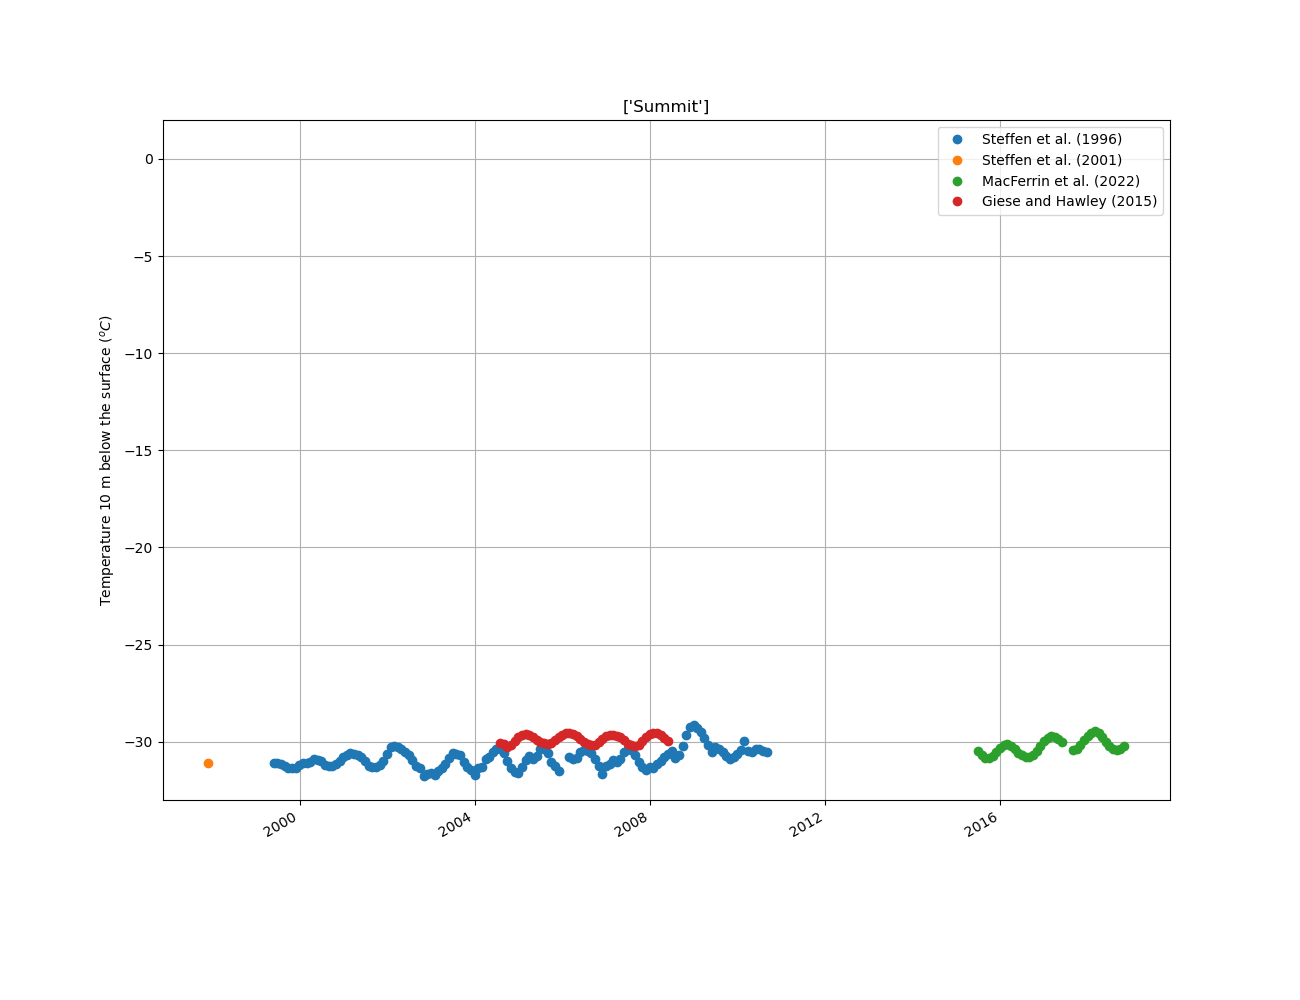 ['Summit']
Steffen et al. (1996)
Steffen et al. (2001)
MacFerrin et al. (2022)
Giese and Hawley (2015)
Temperature 10 m below the surface (°C)
0
−5
−10
−15
−20
−25
−30
2000
2004
2008
2012
2016